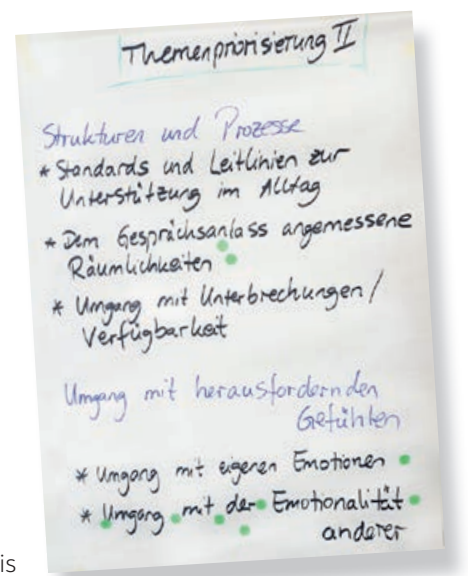 Themenpriorisierung II
Strukturen und Prozesse
* Standards und Leitlinien zur
Unterstützung im Alltag
* Dem Gesprächsanlass angemessene
Räumlichkeiten
* Umgang mit Unterbrechungen/
Verfügbarkeit
Umgang mit herausfordernden
Gefühlen
* Umgang mit eigenen Emotionen
* Umgang mit der Emotionalität
anderer
is